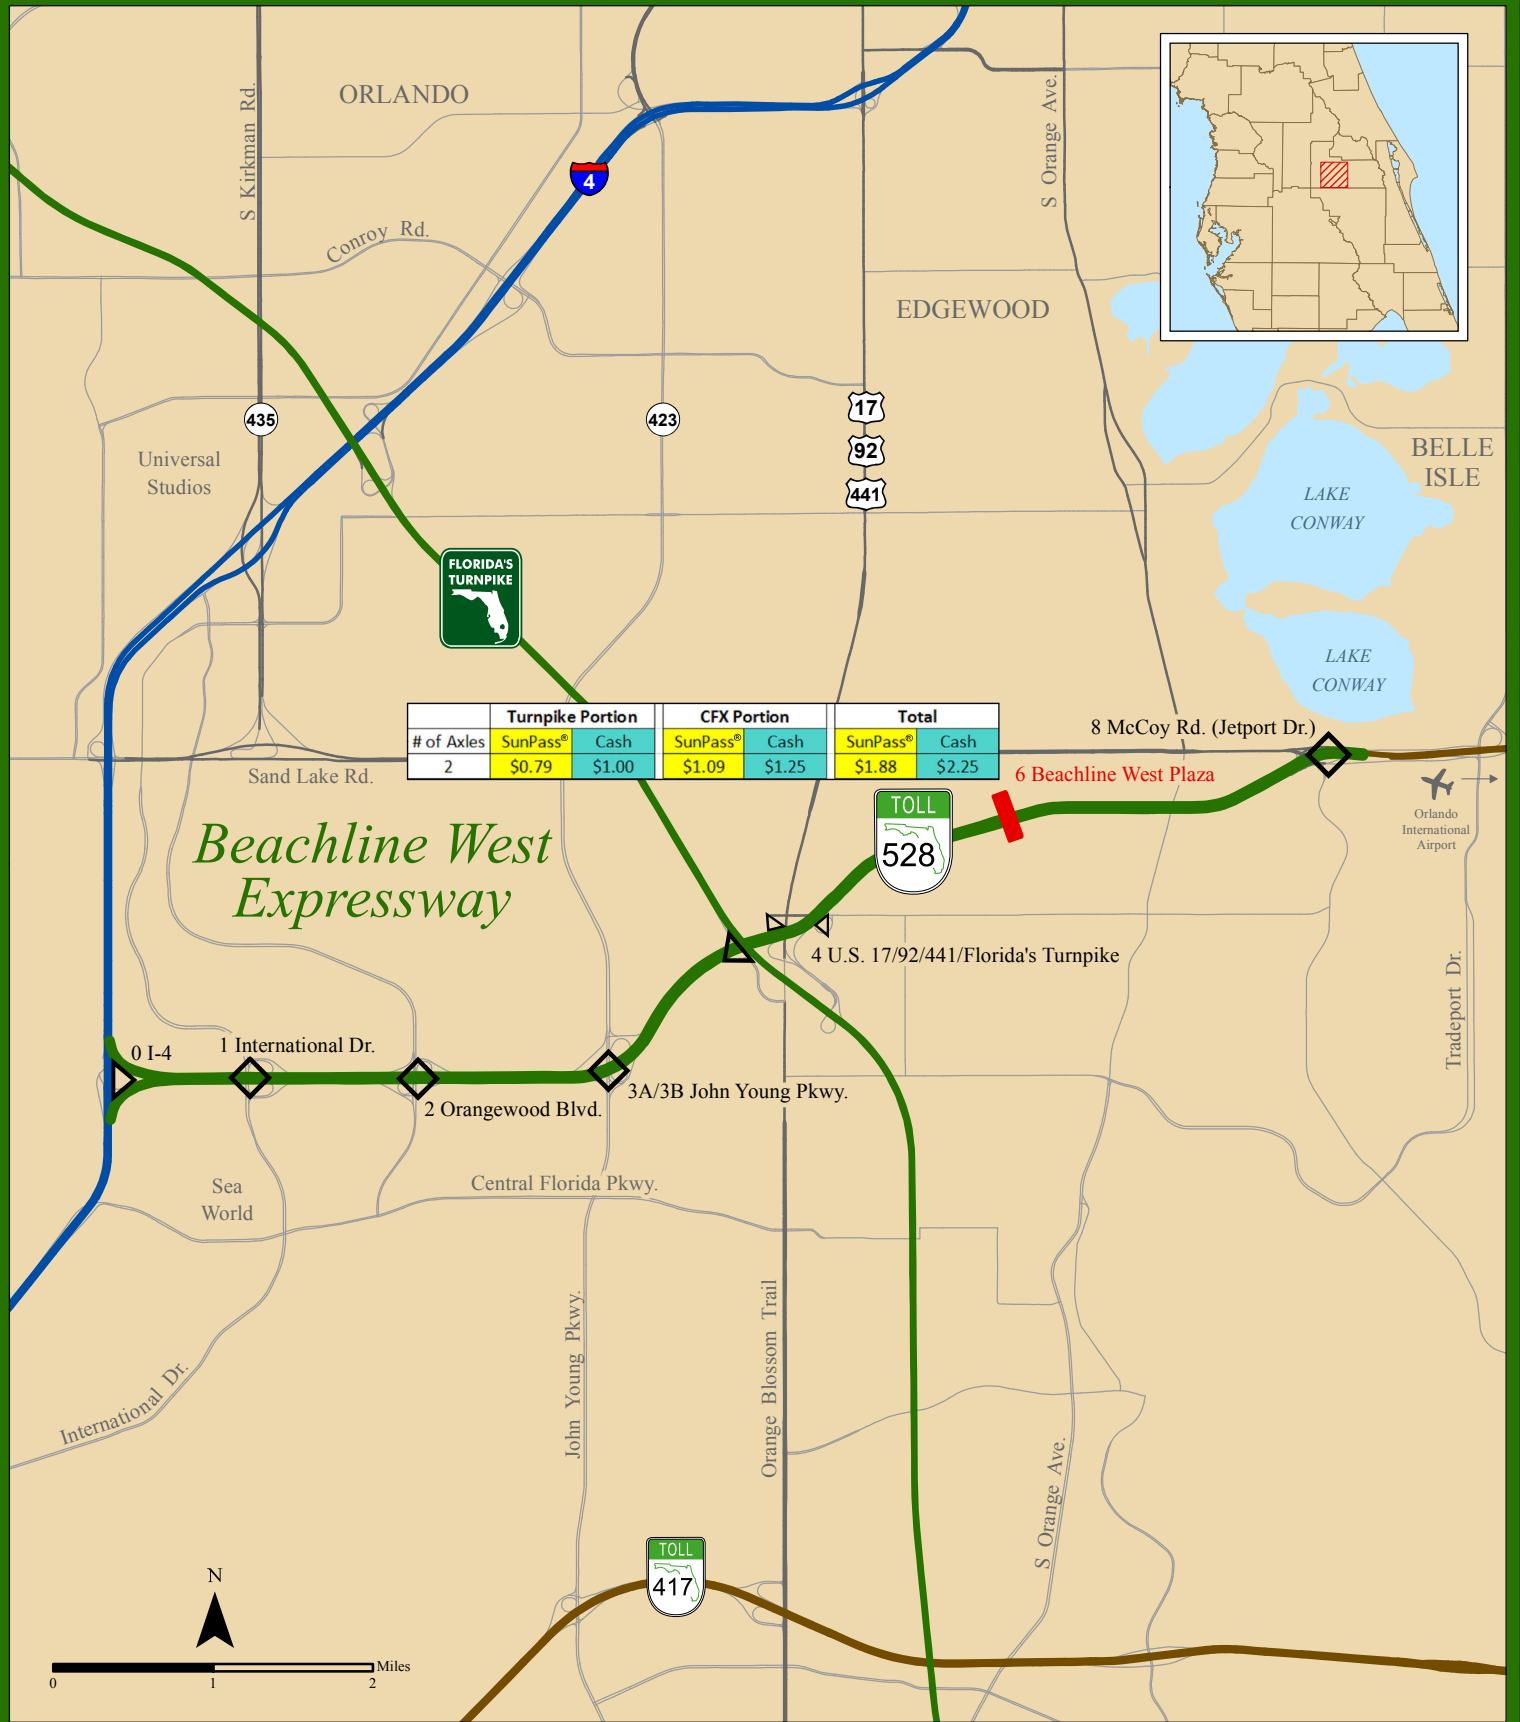 ORLANDO
S Kirkman Rd.
S Orange Ave.
4
Conroy Rd.
EDGEWOOD
435
423
17
92
441
Universal
Studios
BELLE
ISLE
LAKE
CONWAY
FLORIDA'S
TURNPIKE
LAKE
CONWAY
Turnpike Portion CFX Portion Total
# of Axles SunPass® Cash SunPass® Cash SunPass® Cash
2 $0.79 $1.00 $1.09 $1.25 $1.88 $2.25
8 McCoy Rd. (Jetport Dr.)
Sand Lake Rd.
6 Beachline West Plaza
TOLL
528
Orlando
International
Airport
Beachline West
Expressway
4 U.S. 17/92/441/Florida's Turnpike
Tradeport Dr.
0 I-4
1 International Dr.
2 Orangewood Blvd.
3A/3B John Young Pkwy.
Sea
World
Central Florida Pkwy.
International Dr.
John Young Pkwy.
Orange Blossom Trail
S Orange Ave.
TOLL
417
N
Miles
0 1 2